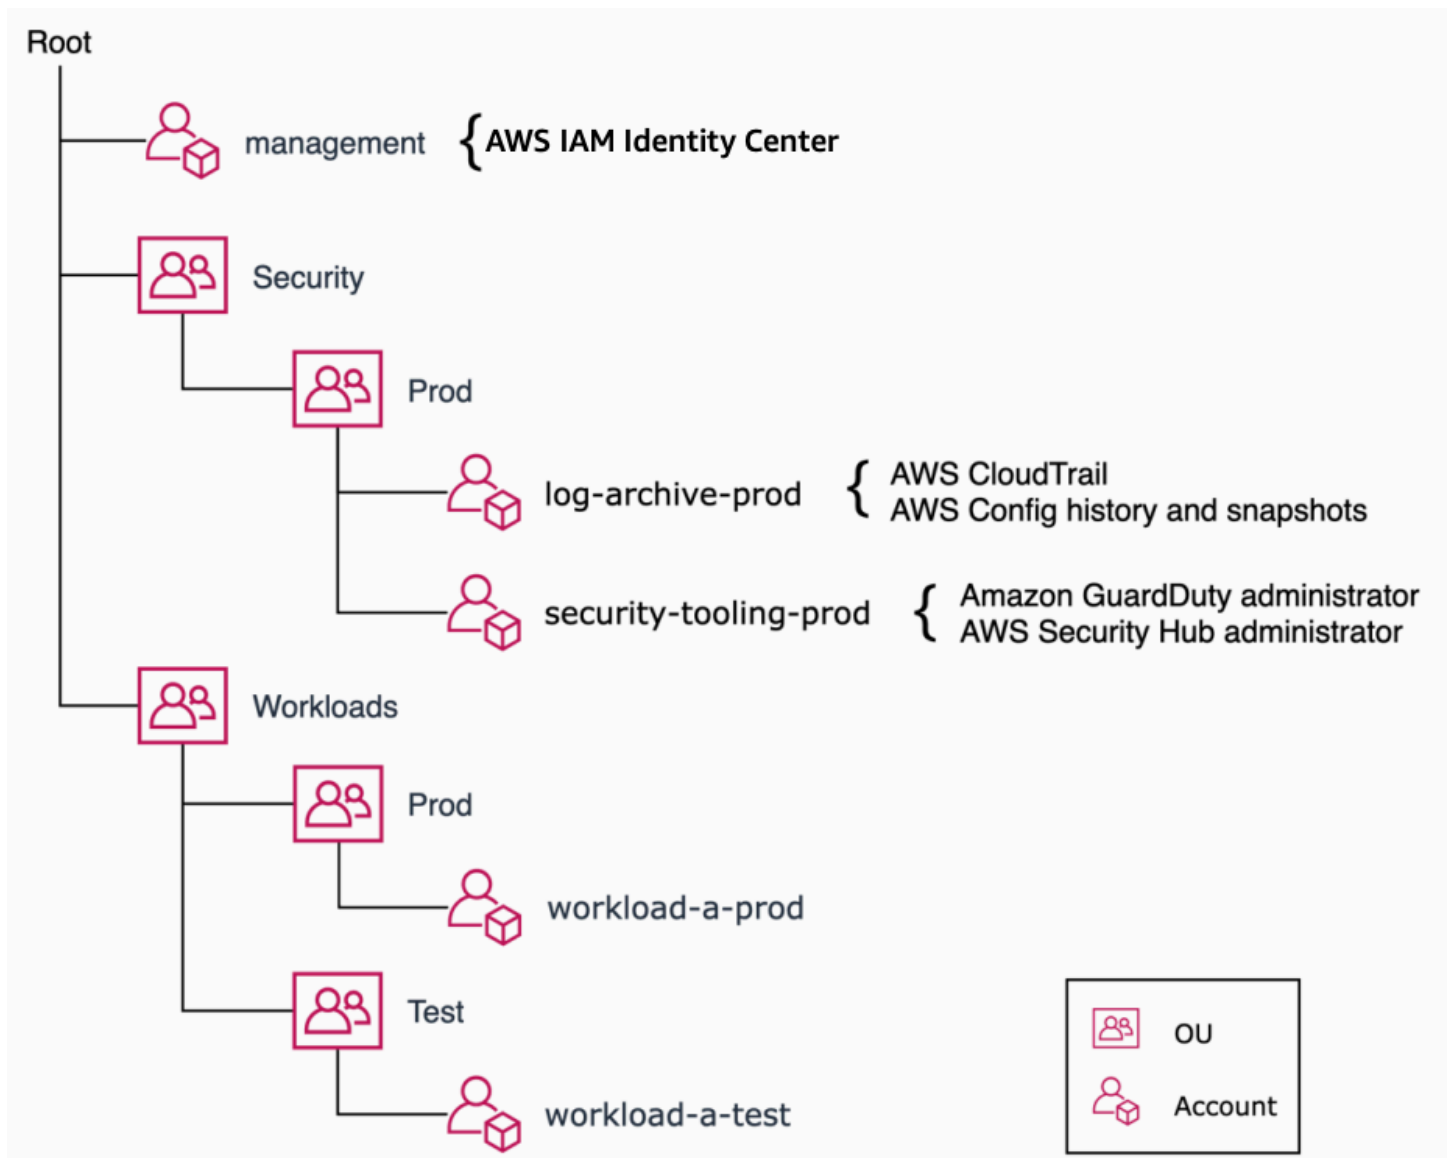 Root
management
{ AWS IAM Identity Center
Security
Prod
log-archive-prod
{ AWS CloudTrail
AWS Config history and snapshots
security-tooling-prod
{ Amazon GuardDuty administrator
AWS Security Hub administrator
Workloads
Prod
workload-a-prod
Test
workload-a-test
OU
Account